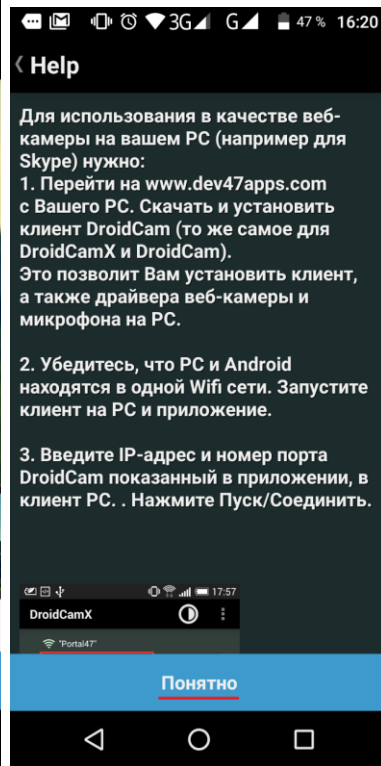 3G G 47 % 16:20
Help
Для использования в качестве веб-
камеры на вашем PC (например для
Skype) нужно:
1. Перейти на www.dev47apps.com
с Вашего PC. Скачать и установить
клиент DroidCam (то же самое для
DroidCamX и DroidCam).
Это позволит Вам установить клиент,
а также драйвера веб-камеры и
микрофона на PC.
2. Убедитесь, что PC и Android
находятся в одной Wifi сети. Запустите
клиент на PC и приложение.
3. Введите IP-адрес и номер порта
DroidCam показанный в приложении, в
клиент PC. . Нажмите Пуск/Соединить.
17:57
DroidCamX
"Portal47"
Понятно